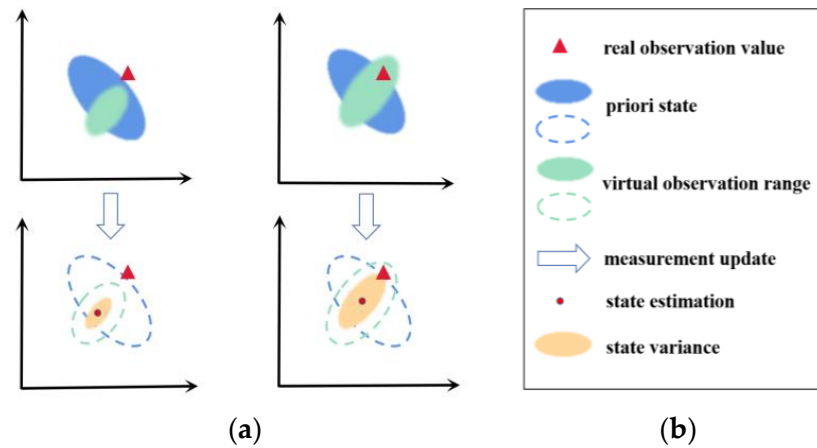 real observation value
priori state
virtual observation range
measurement update
state estimation
state variance
(a)
(b)